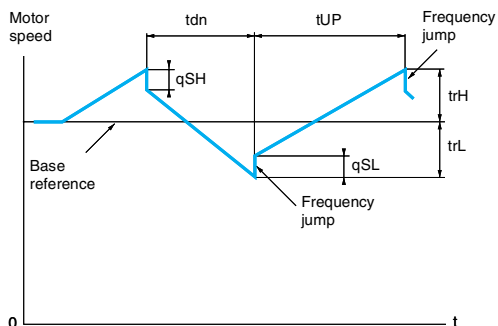 Motor
speed
tdn
tUP
Frequency
jump
qSH
trH
Base
reference
qSL
trL
Frequency
jump
0
t